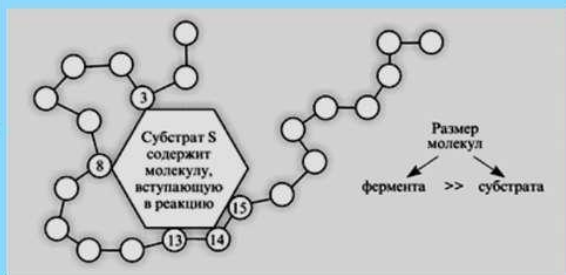 3
Субстрат S
содержит
молекулу,
вступающую
в реакцию
8
15
13
14
Размер
молекул
фермента >> субстрата